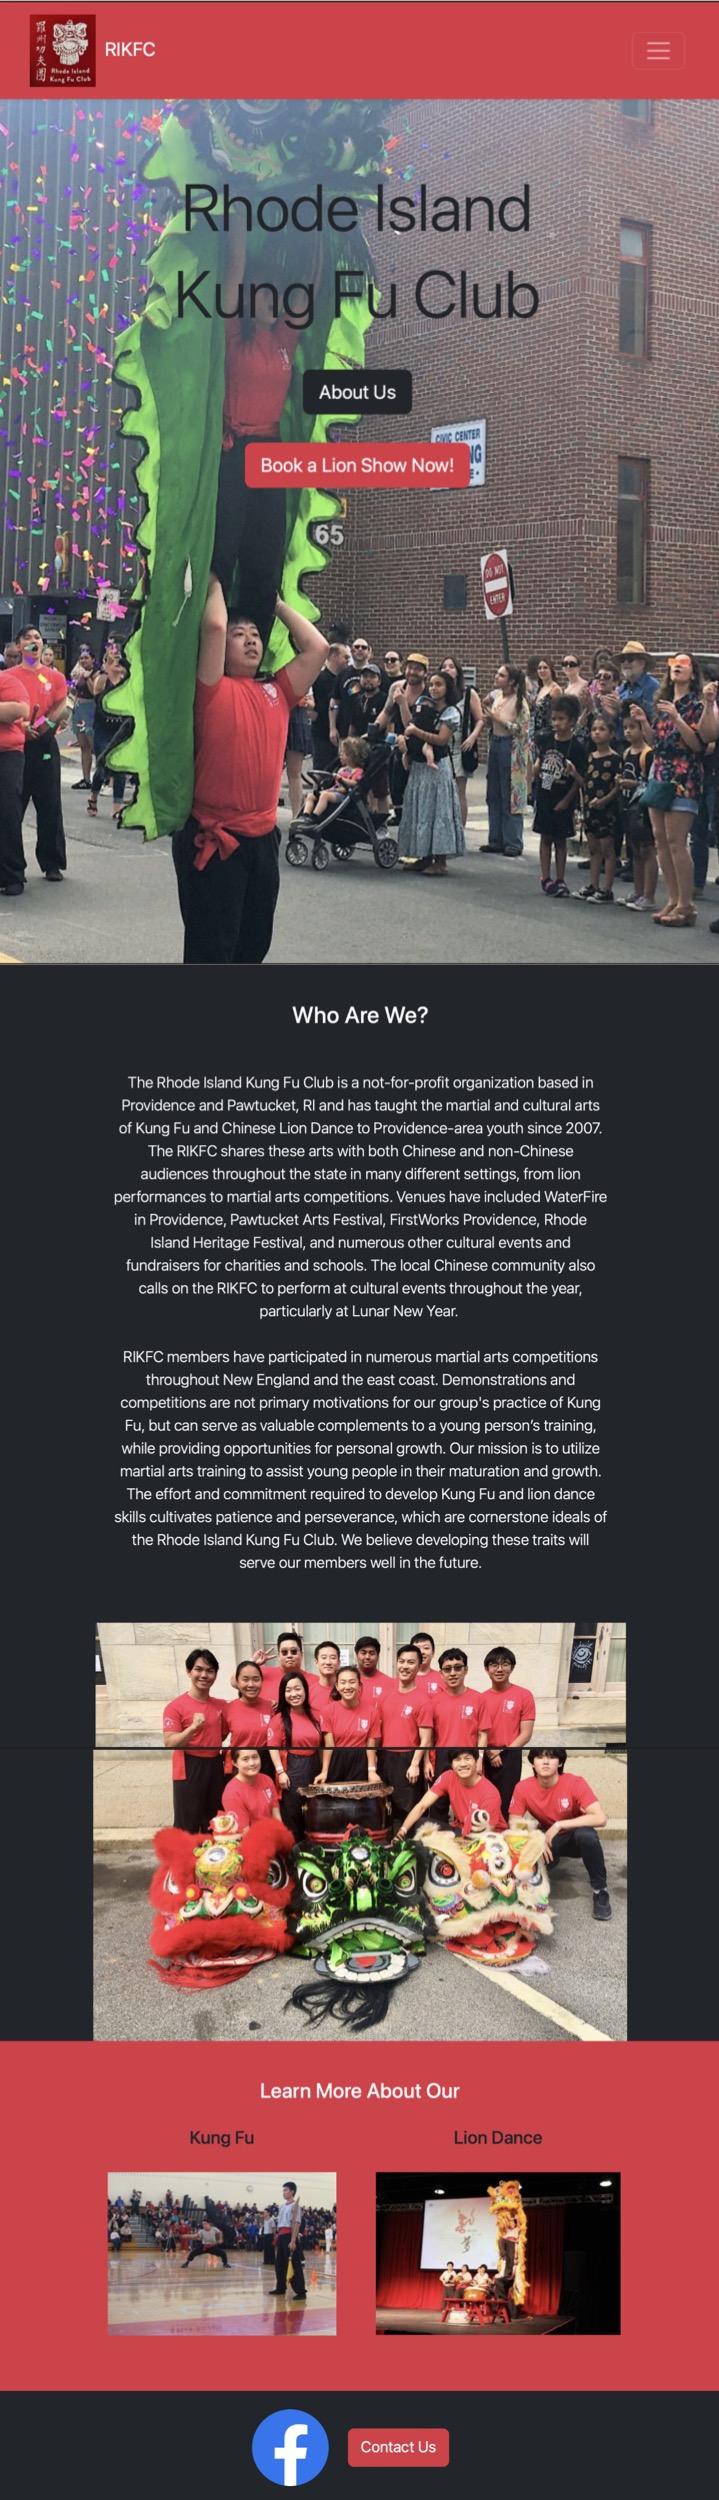 羅州功夫團
Rhode Island
Kung Fu Club
RIKFC
Rhode Island
Kung Fu Club
About Us
CIVIC CENTER
Book a Lion Show Now!
65
DO NOT
ENTER
Who Are We?
The Rhode Island Kung Fu Club is a not-for-profit organization based in
Providence and Pawtucket, RI and has taught the martial and cultural arts
of Kung Fu and Chinese Lion Dance to Providence-area youth since 2007.
The RIKFC shares these arts with both Chinese and non-Chinese
audiences throughout the state in many different settings, from lion
performances to martial arts competitions. Venues have included WaterFire
in Providence, Pawtucket Arts Festival, FirstWorks Providence, Rhode
Island Heritage Festival, and numerous other cultural events and
fundraisers for charities and schools. The local Chinese community also
calls on the RIKFC to perform at cultural events throughout the year,
particularly at Lunar New Year.
RIKFC members have participated in numerous martial arts competitions
throughout New England and the east coast. Demonstrations and
competitions are not primary motivations for our group's practice of Kung
Fu, but can serve as valuable complements to a young person’s training,
while providing opportunities for personal growth. Our mission is to utilize
martial arts training to assist young people in their maturation and growth.
The effort and commitment required to develop Kung Fu and lion dance
skills cultivates patience and perseverance, which are cornerstone ideals of
the Rhode Island Kung Fu Club. We believe developing these traits will
serve our members well in the future.
Learn More About Our
Kung Fu
Lion Dance
Contact Us